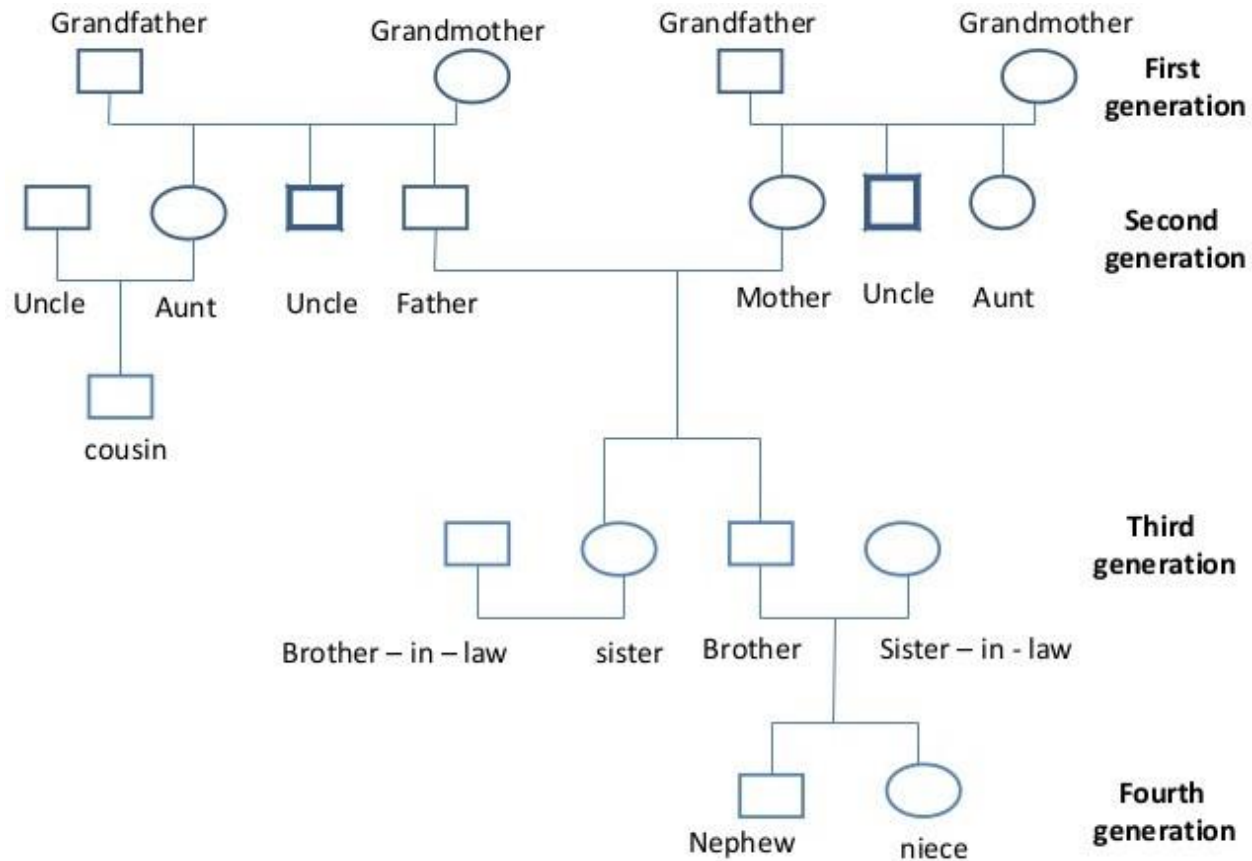 Grandfather
Grandmother
Grandfather
Grandmother
First
generation
Second
generation
Uncle
Aunt
Uncle
Father
Mother
Uncle
Aunt
cousin
Third
generation
Brother – in – law
sister
Brother
Sister – in - law
Fourth
generation
Nephew
niece